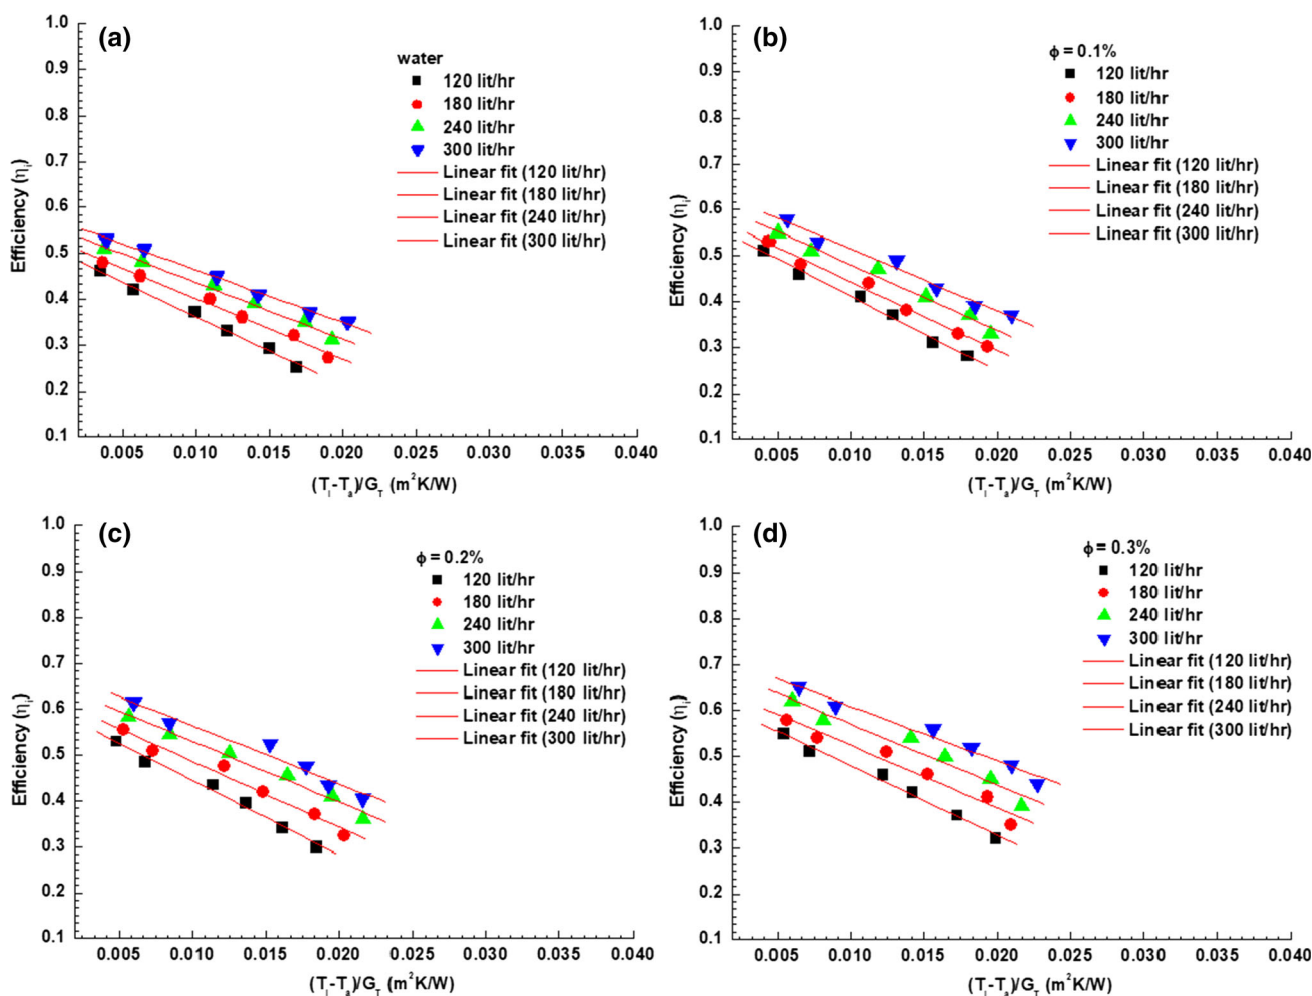 (a)
water
120 lit/hr
180 lit/hr
240 lit/hr
300 lit/hr
Linear fit (120 lit/hr)
Linear fit (180 lit/hr)
Linear fit (240 lit/hr)
Linear fit (300 lit/hr)
Efficiency (ηi)
1.0
0.9
0.8
0.7
0.6
0.5
0.4
0.3
0.2
0.1
0.005 0.010 0.015 0.020 0.025 0.030 0.035 0.040
(Ti-Ta)/GT (m²K/W)
(b)
ϕ = 0.1%
120 lit/hr
180 lit/hr
240 lit/hr
300 lit/hr
Linear fit (120 lit/hr)
Linear fit (180 lit/hr)
Linear fit (240 lit/hr)
Linear fit (300 lit/hr)
Efficiency (ηi)
1.0
0.9
0.8
0.7
0.6
0.5
0.4
0.3
0.2
0.1
0.005 0.010 0.015 0.020 0.025 0.030 0.035 0.040
(Ti-Ta)/GT (m²K/W)
(c)
ϕ = 0.2%
120 lit/hr
180 lit/hr
240 lit/hr
300 lit/hr
Linear fit (120 lit/hr)
Linear fit (180 lit/hr)
Linear fit (240 lit/hr)
Linear fit (300 lit/hr)
Efficiency (ηi)
1.0
0.9
0.8
0.7
0.6
0.5
0.4
0.3
0.2
0.1
0.005 0.010 0.015 0.020 0.025 0.030 0.035 0.040
(Ti-Ta)/GT (m²K/W)
(d)
ϕ = 0.3%
120 lit/hr
180 lit/hr
240 lit/hr
300 lit/hr
Linear fit (120 lit/hr)
Linear fit (180 lit/hr)
Linear fit (240 lit/hr)
Linear fit (300 lit/hr)
Efficiency (ηi)
1.0
0.9
0.8
0.7
0.6
0.5
0.4
0.3
0.2
0.1
0.005 0.010 0.015 0.020 0.025 0.030 0.035 0.040
(Ti-Ta)/GT (m²K/W)